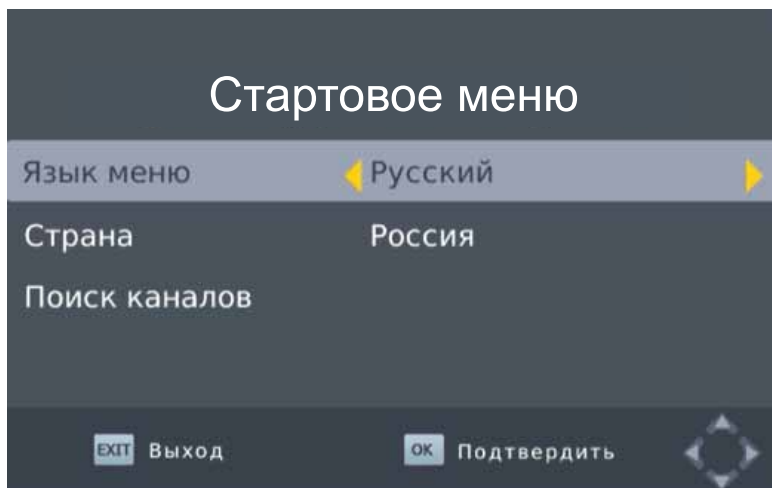 Стартовое меню
Язык меню Русский
Страна Россия
Поиск каналов
EXIT Выход OK Подтвердить